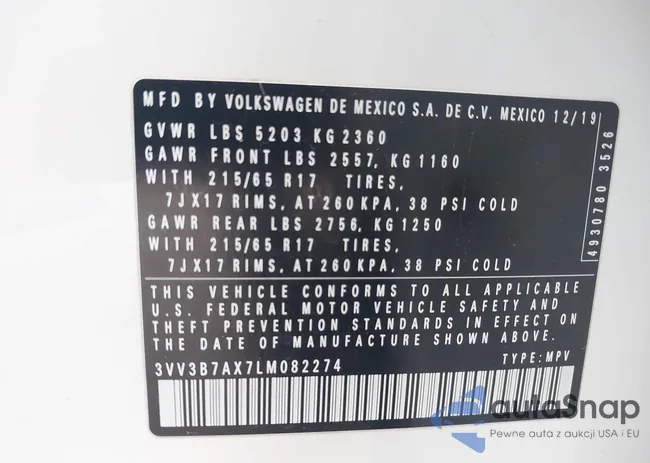 MFD BY VOLKSWAGEN DE MEXICO S.A. DE C.V. MEXICO 12/19
GVWR LBS 5203 KG 2360
GAWR FRONT LBS 2557, KG 1160
WITH 215/65 R17 TIRES,
7JX17 RIMS, AT 260 KPA, 38 PSI COLD
GAWR REAR LBS 2756, KG 1250
WITH 215/65 R17 TIRES,
7JX17 RIMS, AT 260 KPA, 38 PSI COLD
THIS VEHICLE CONFORMS TO ALL APPLICABLE
U.S. FEDERAL MOTOR VEHICLE SAFETY AND
THEFT PREVENTION STANDARDS IN EFFECT ON
THE DATE OF MANUFACTURE SHOWN ABOVE.
3VV3B7AX7LM082274 TYPE: MPV
4930780 3526
autaSnap
Pewne auta z aukcji USA i EU